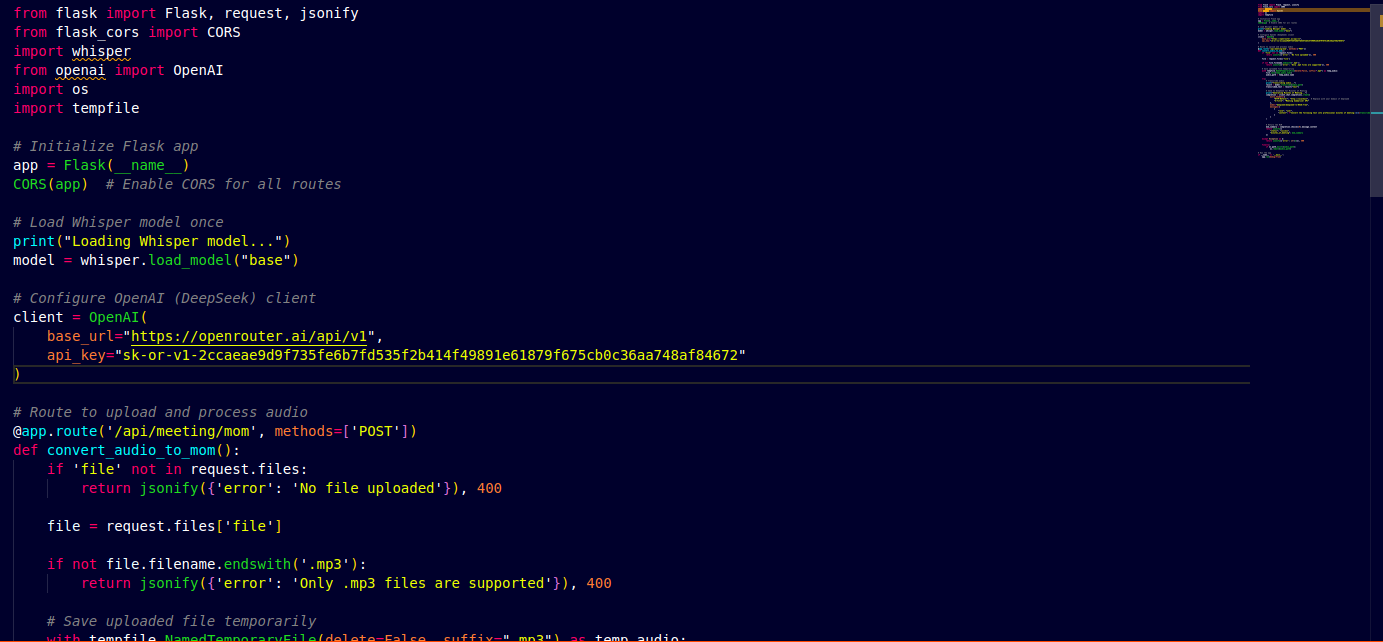 from flask import Flask, request, jsonify
from flask_cors import CORS
import whisper
from openai import OpenAI
import os
import tempfile

# Initialize Flask app
app = Flask(__name__)
CORS(app)  # Enable CORS for all routes

# Load Whisper model once
print("Loading Whisper model...")
model = whisper.load_model("base")

# Configure OpenAI (DeepSeek) client
client = OpenAI(
    base_url="https://openrouter.ai/api/v1",
    api_key="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"
)

# Route to upload and process audio
@app.route('/api/meeting/mom', methods=['POST'])
def convert_audio_to_mom():
    if 'file' not in request.files:
        return jsonify({'error': 'No file uploaded'}), 400

    file = request.files['file']

    if not file.filename.endswith('.mp3'):
        return jsonify({'error': 'Only .mp3 files are supported'}), 400

    # Save uploaded file temporarily
    with tempfile.NamedTemporaryFile(delete=False, suffix=".mp3") as temp_audio: